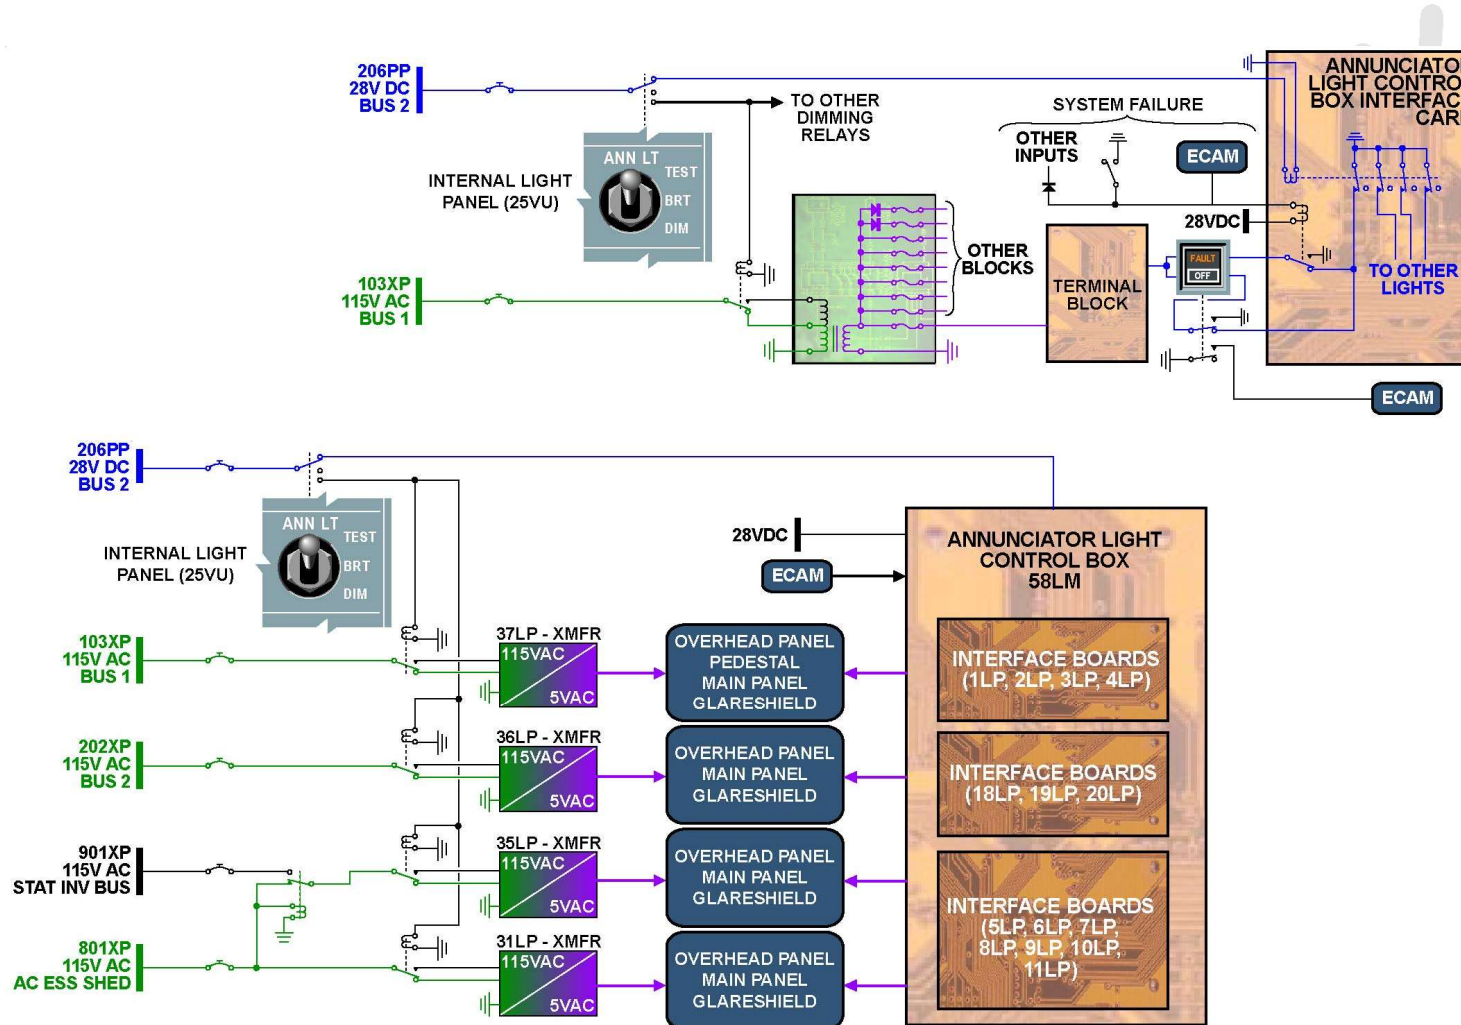 206PP
28V DC
BUS 2
TO OTHER
DIMMING
RELAYS
ANN LT
TEST
BRT
DIM
INTERNAL LIGHT
PANEL (25VU)
103XP
115V AC
BUS 1
OTHER
BLOCKS
SYSTEM FAILURE
OTHER
INPUTS
ECAM
28VDC
TERMINAL
BLOCK
FAULT
OFF
ANNUNCIATO
LIGHT CONTRO
BOX INTERFAC
CAR
TO OTHER
LIGHTS
ECAM
206PP
28V DC
BUS 2
ANN LT
TEST
BRT
DIM
INTERNAL LIGHT
PANEL (25VU)
28VDC
ECAM
ANNUNCIATOR LIGHT
CONTROL BOX
58LM
103XP
115V AC
BUS 1
37LP - XMFR
115VAC
5VAC
OVERHEAD PANEL
PEDESTAL
MAIN PANEL
GLARESHIELD
INTERFACE BOARDS
(1LP, 2LP, 3LP, 4LP)
202XP
115V AC
BUS 2
36LP - XMFR
115VAC
5VAC
OVERHEAD PANEL
MAIN PANEL
GLARESHIELD
INTERFACE BOARDS
(18LP, 19LP, 20LP)
901XP
115V AC
STAT INV BUS
35LP - XMFR
115VAC
5VAC
OVERHEAD PANEL
MAIN PANEL
GLARESHIELD
INTERFACE BOARDS
(5LP, 6LP, 7LP,
8LP, 9LP, 10LP,
11LP)
801XP
115V AC
AC ESS SHED
31LP - XMFR
115VAC
5VAC
OVERHEAD PANEL
MAIN PANEL
GLARESHIELD